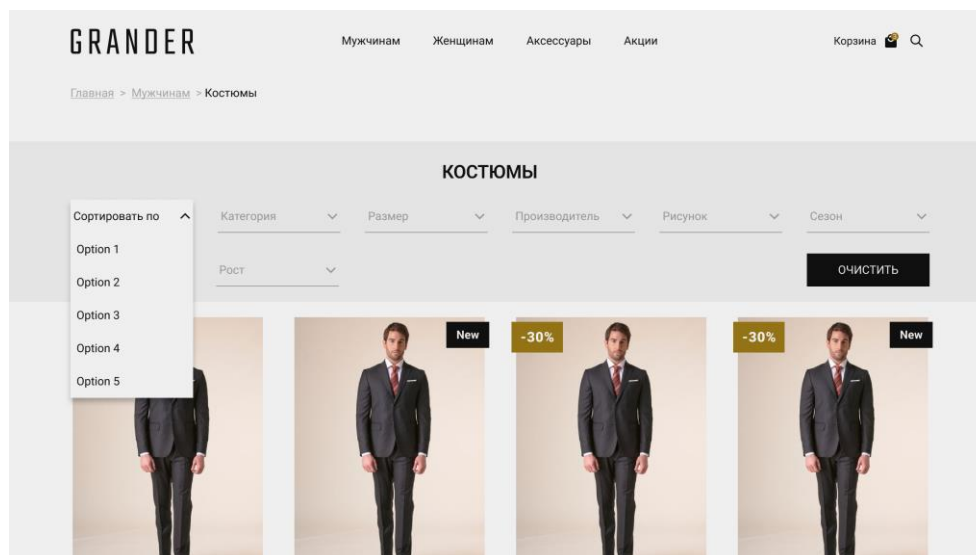 GRANDER
Мужчинам Женщинам Аксессуары Акции
Корзина
Главная > Мужчинам > Костюмы
КОСТЮМЫ
Сортировать по Категория Размер Производитель Рисунок Сезон
Option 1
Рост ОЧИСТИТЬ
Option 2
Option 3
New -30% -30% New
Option 4
Option 5